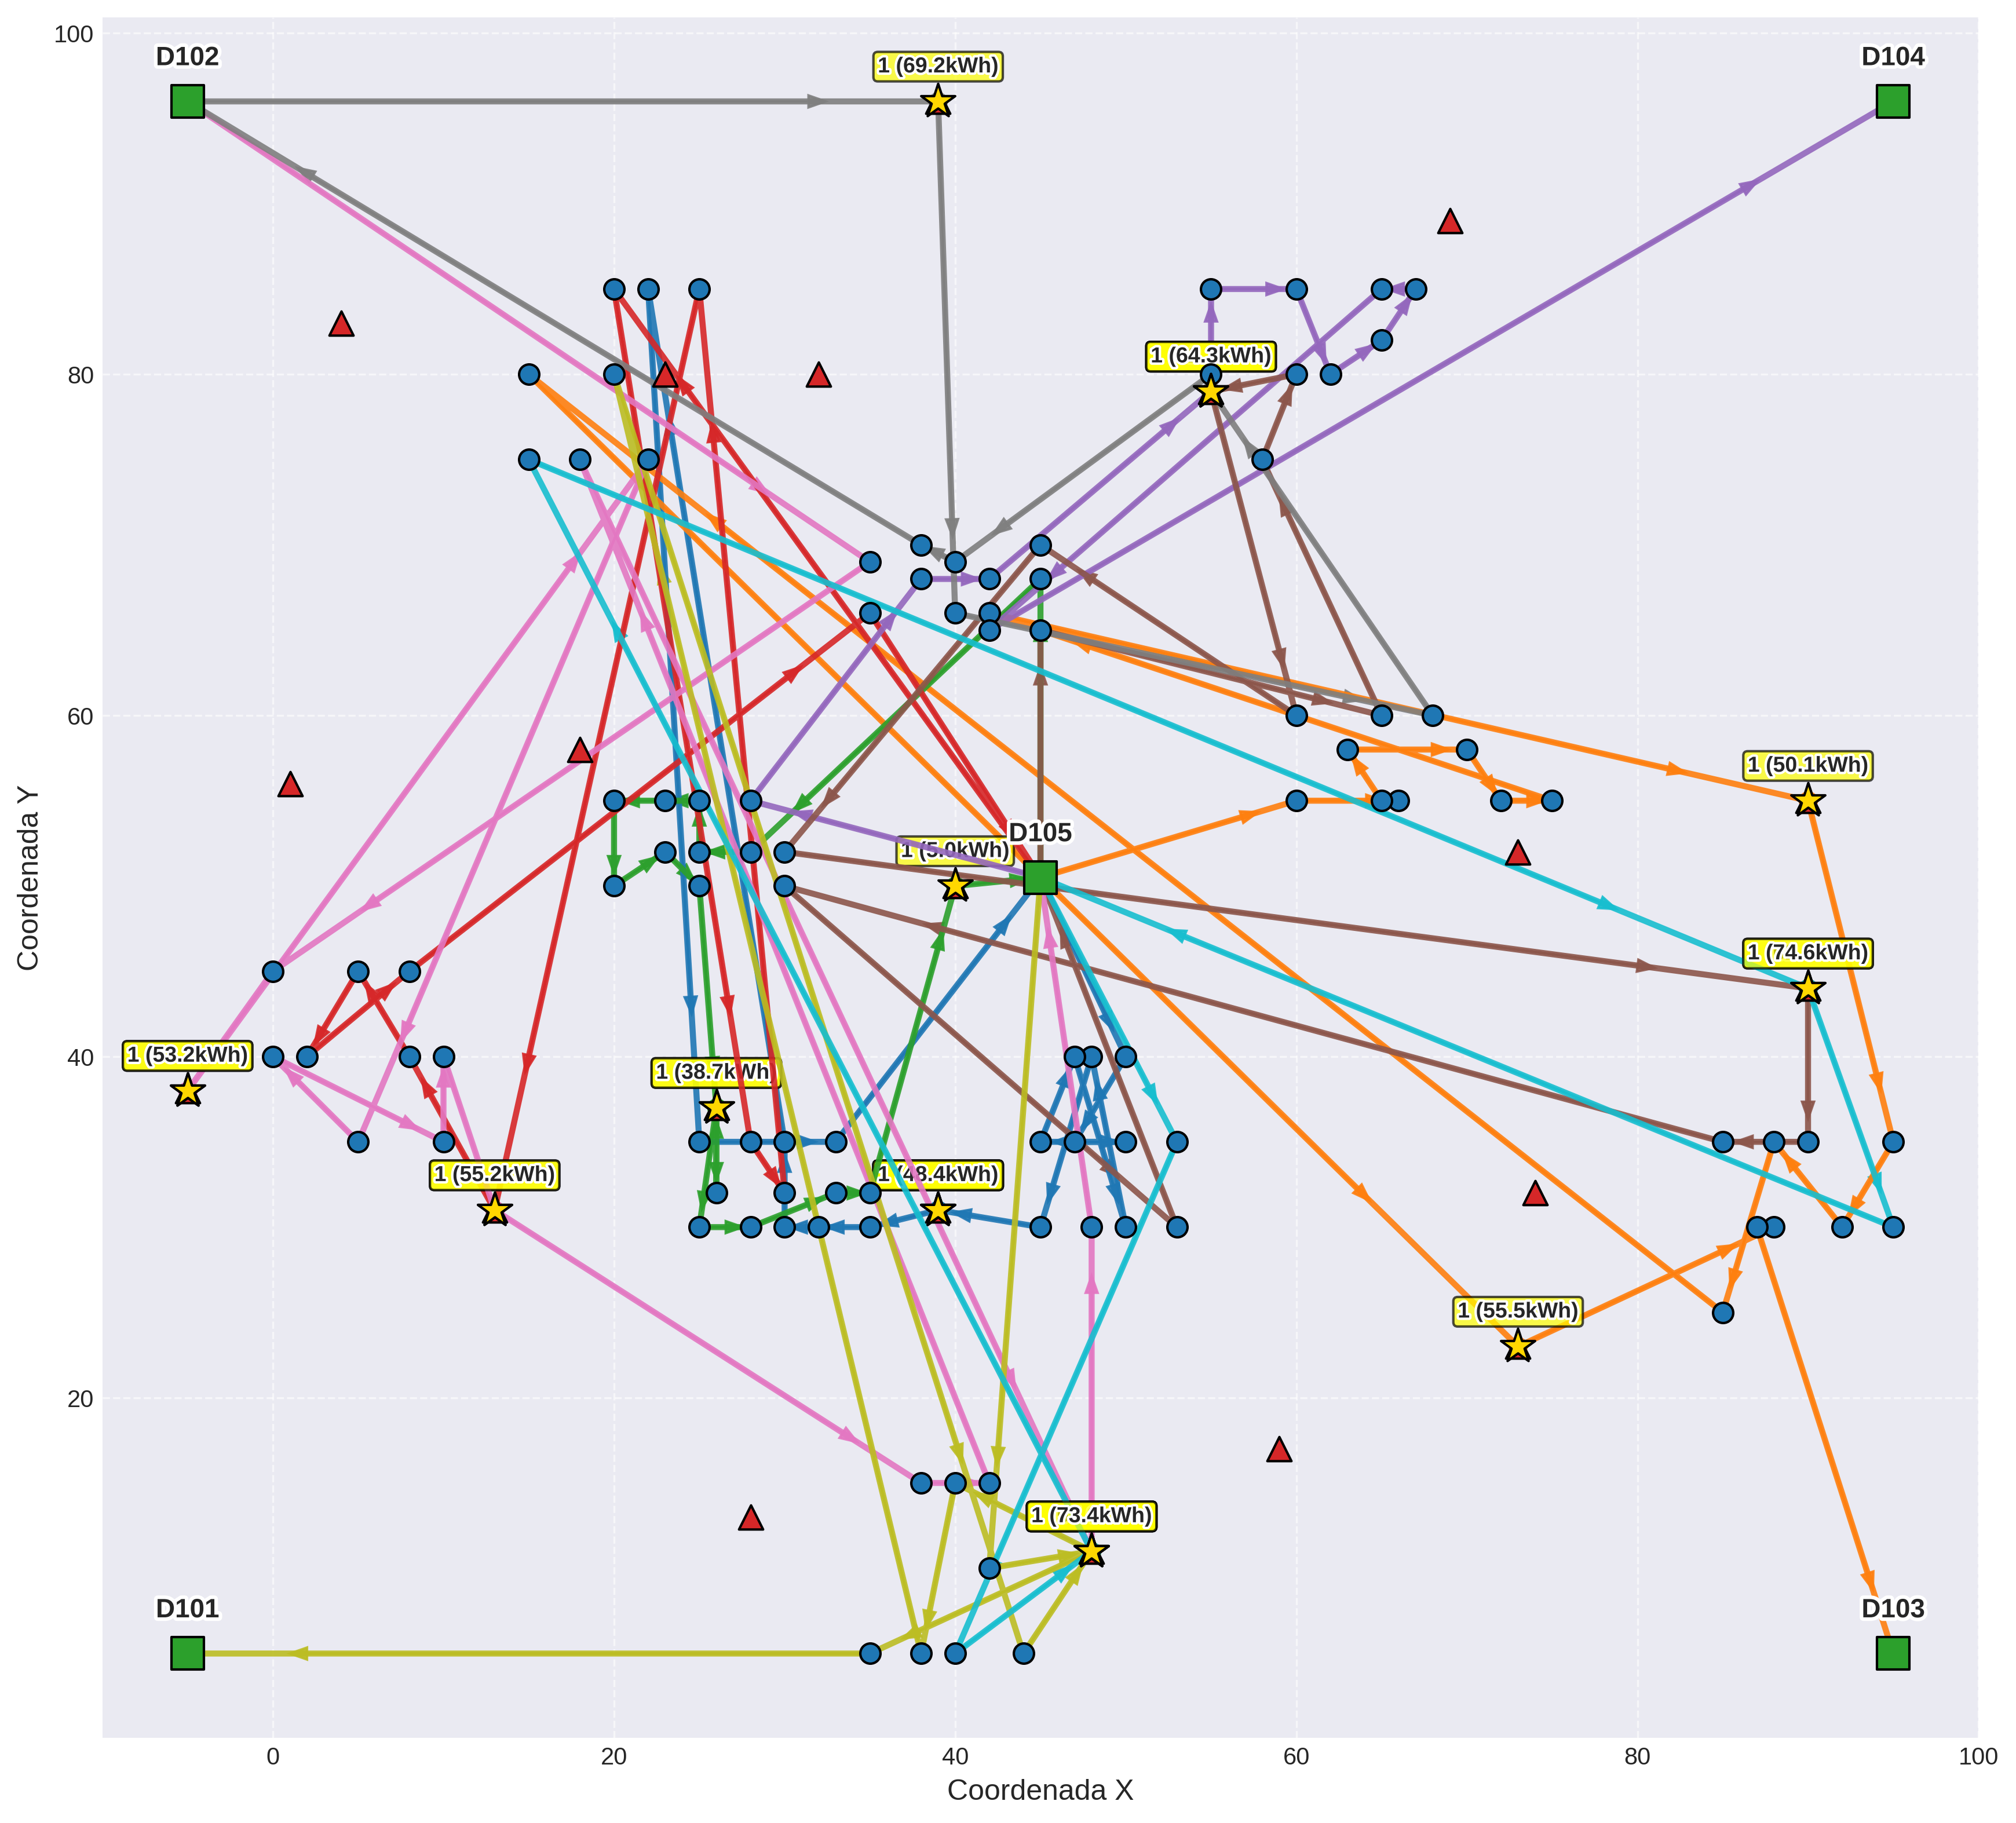 100
D102
D104
1 (69.2kWh)
80
1 (64.3kWh)
60
1 (50.1kWh)
D105
1 (5.0kWh)
1 (74.6kWh)
40
1 (53.2kWh)
1 (38.7kWh)
1 (55.2kWh)
1 (48.4kWh)
1 (55.5kWh)
20
1 (73.4kWh)
D101
D103
0
20
40
60
80
100
Coordenada X
Coordenada Y